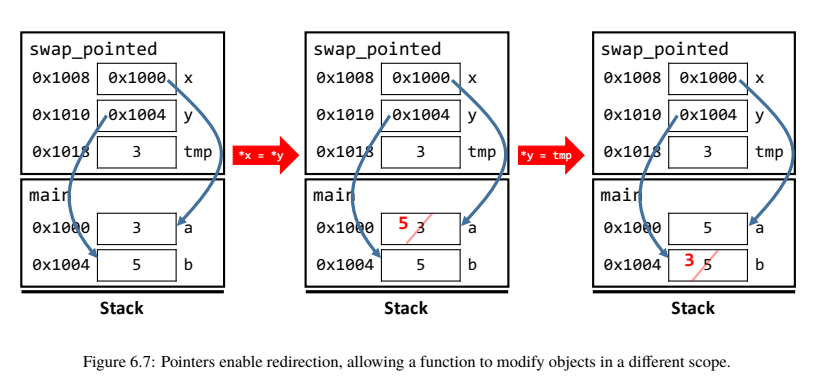 swap_pointed
0x1008 0x1000 x
0x1010 0x1004 y
0x1018 3 tmp
main
0x1000 3 a
0x1004 5 b
Stack
*x = *y
swap_pointed
0x1008 0x1000 x
0x1010 0x1004 y
0x1018 3 tmp
main
0x1000 5 3 a
0x1004 5 b
Stack
*y = tmp
swap_pointed
0x1008 0x1000 x
0x1010 0x1004 y
0x1018 3 tmp
main
0x1000 5 a
0x1004 3 5 b
Stack
Figure 6.7: Pointers enable redirection, allowing a function to modify objects in a different scope.